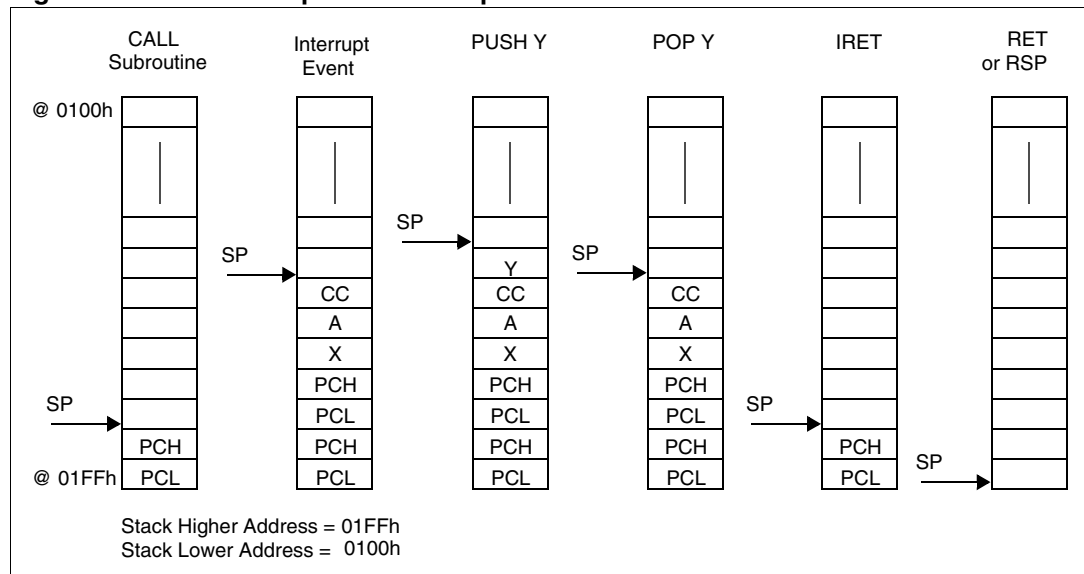 CALL
Subroutine
Interrupt
Event
PUSH Y
POP Y
IRET
RET
or RSP
@ 0100h
SP
SP
SP
Y
CC
CC
CC
A
A
A
X
X
X
PCH
PCH
PCH
SP
SP
PCL
PCL
PCL
PCH
PCH
PCH
PCH
PCH
SP
@ 01FFh
PCL
PCL
PCL
PCL
PCL
Stack Higher Address = 01FFh
Stack Lower Address = 0100h